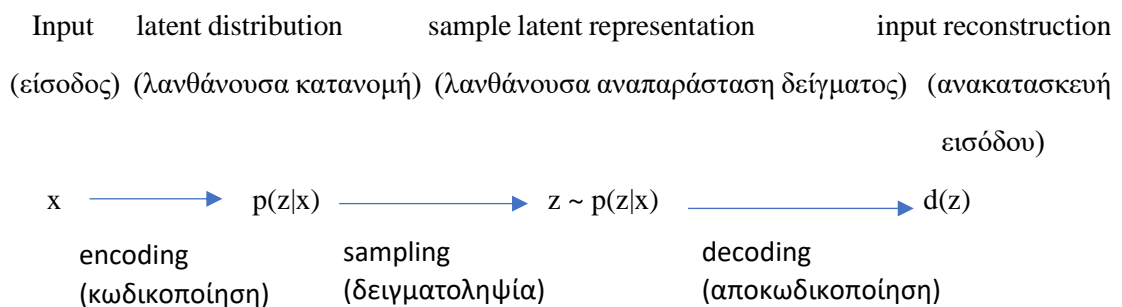 Input latent distribution sample latent representation input reconstruction
(είσοδος) (λανθάνουσα κατανομή) (λανθάνουσα αναπαράσταση δείγματος) (ανακατασκευή
εισόδου)
x p(z|x) z ~ p(z|x) d(z)
encoding sampling decoding
(κωδικοποίηση) (δειγματοληψία) (αποκωδικοποίηση)